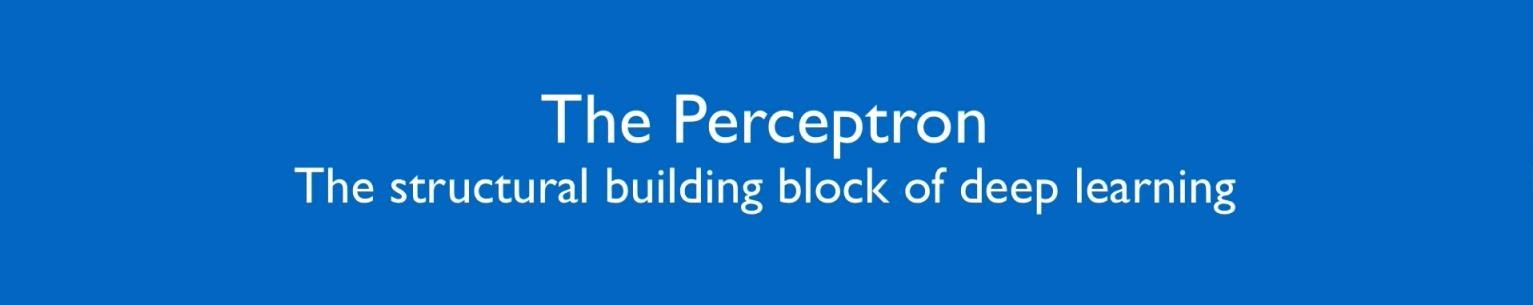 The Perceptron
The structural building block of deep learning